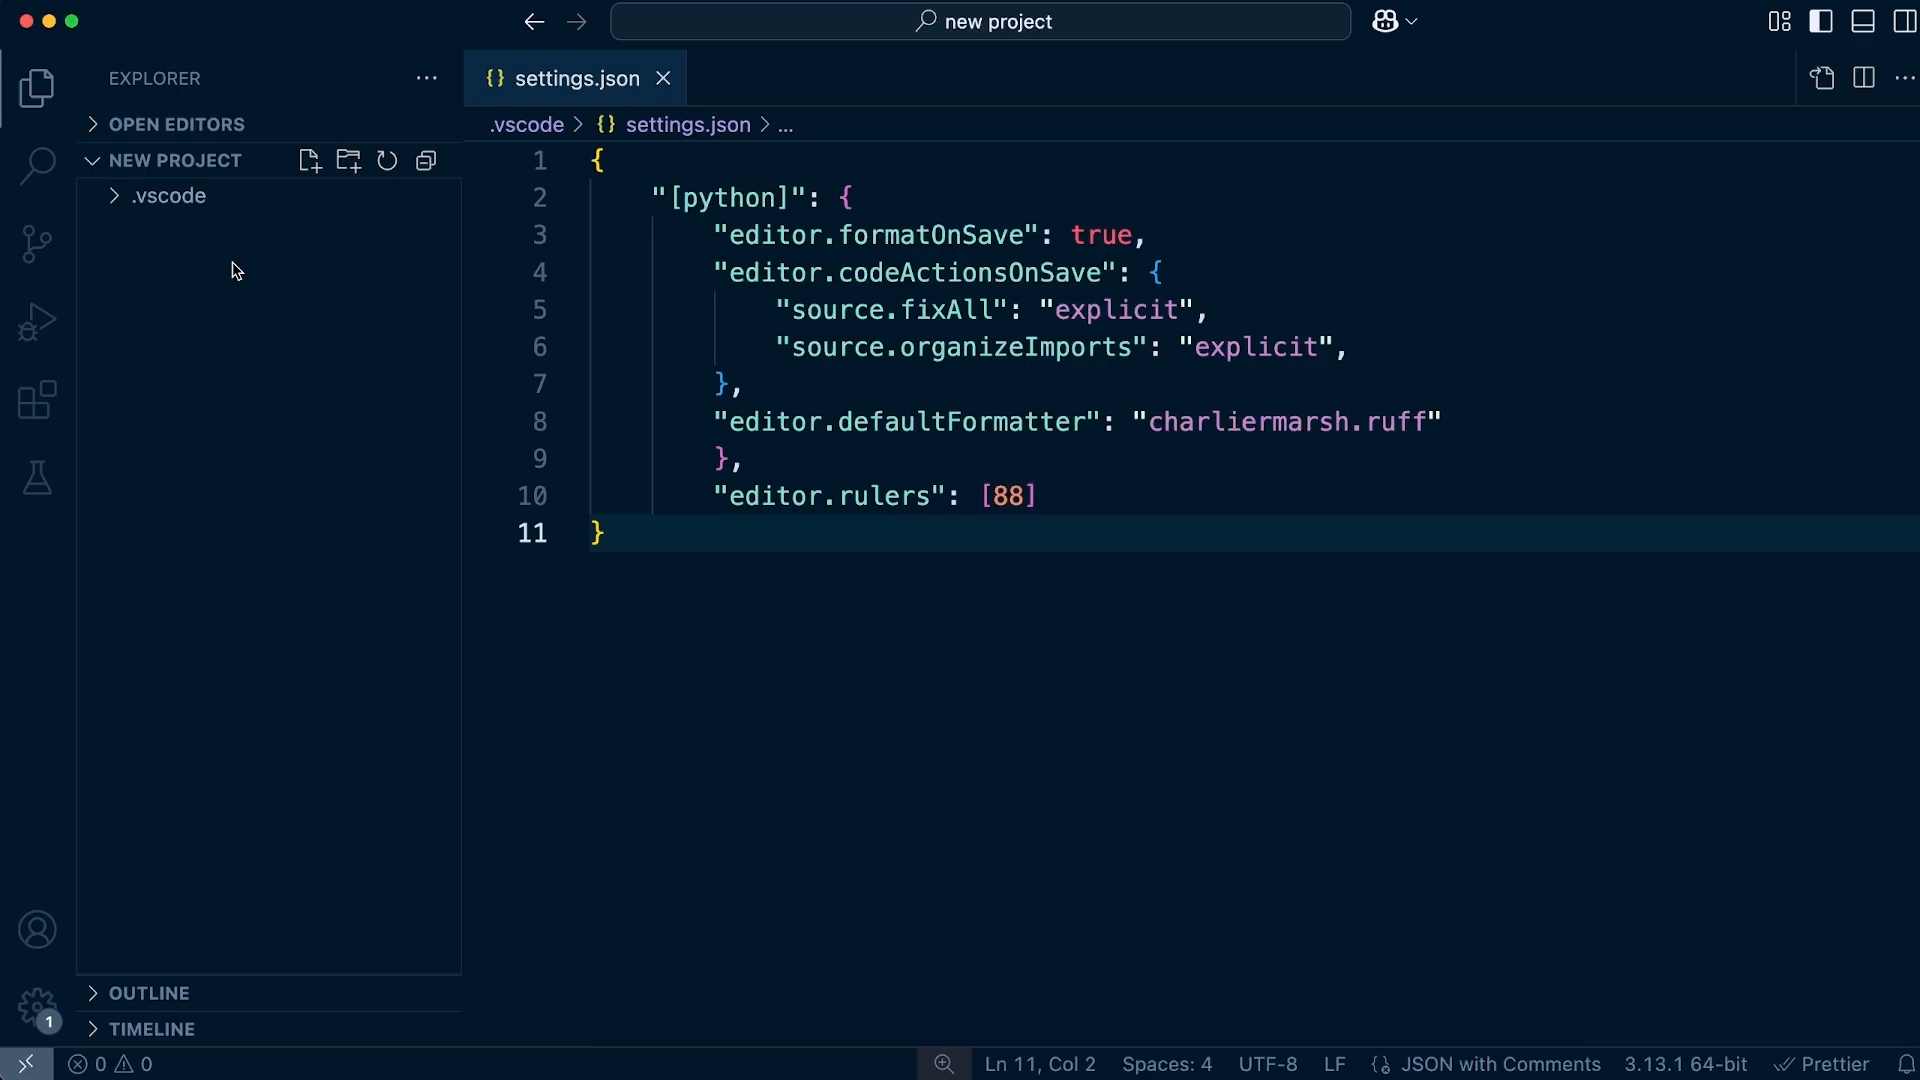 new project
EXPLORER
OPEN EDITORS
NEW PROJECT
.vscode
OUTLINE
TIMELINE
{} settings.json
.vscode > {} settings.json > ...
1 {
2 "[python]": {
3 "editor.formatOnSave": true,
4 "editor.codeActionsOnSave": {
5 "source.fixAll": "explicit",
6 "source.organizeImports": "explicit",
7 },
8 "editor.defaultFormatter": "charliermarsh.ruff"
9 },
10 "editor.rulers": [88]
11 }
1
0 0
Ln 11, Col 2
Spaces: 4
UTF-8
LF
JSON with Comments
3.13.1 64-bit
Prettier